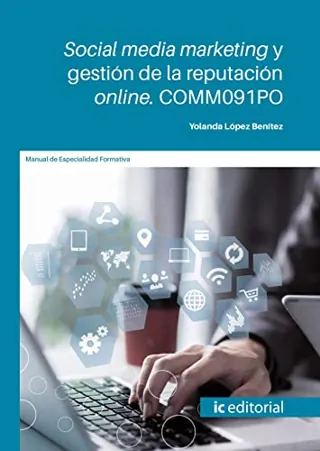 Social media marketing y
gestión de la reputación
online. COMM091PO
Yolanda López Benítez
Manual de Especialidad Formativa
ic editorial